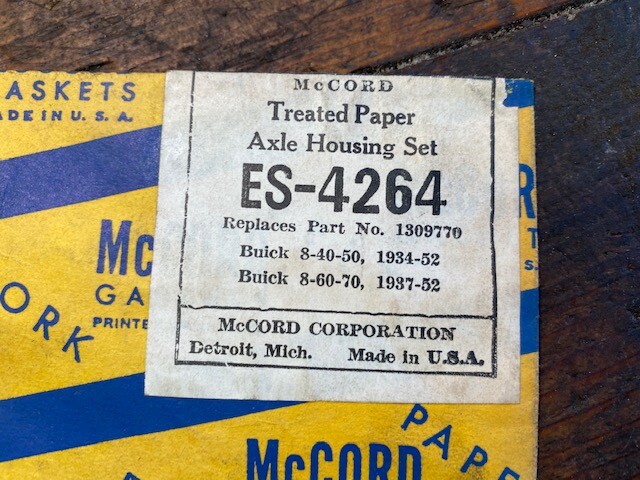 ASKETS
ADE IN U. S. A.
McCORD
Treated Paper
Axle Housing Set
ES-4264
Replaces Part No. 1309770
Buick 8-40-50, 1934-52
Buick 8-60-70, 1937-52
McCORD CORPORATION
Detroit, Mich. Made in U.S.A.
Mc
GA
PRINTE
ORK
R
T
S.
McCORD
PAPE